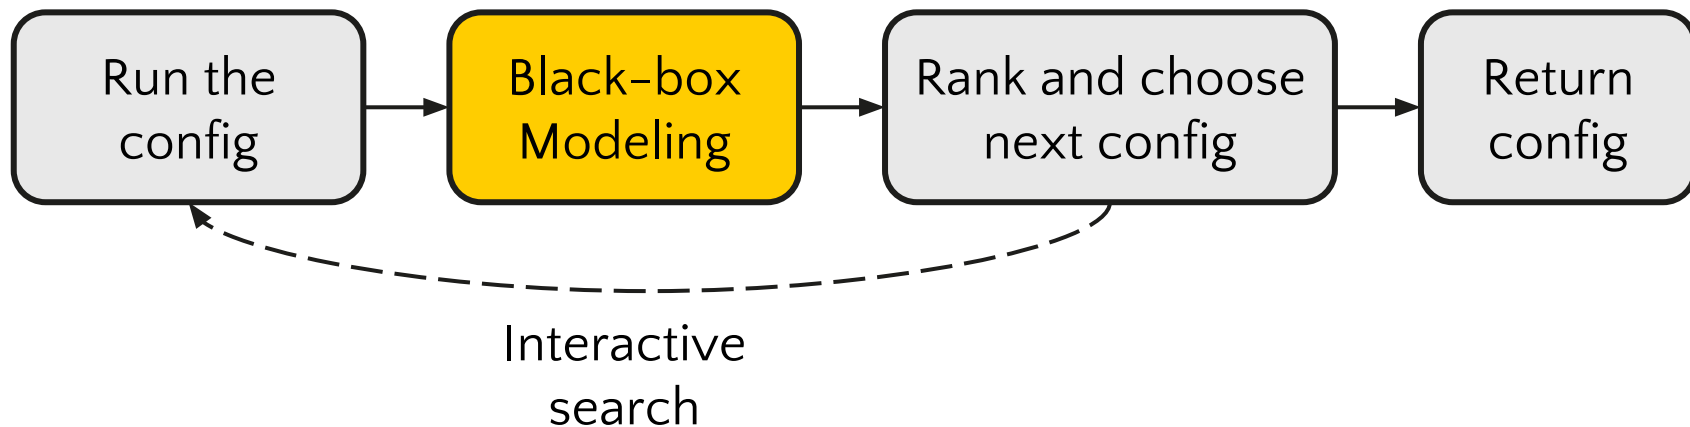 Run the
config
Black-box
Modeling
Rank and choose
next config
Return
config
Interactive
search